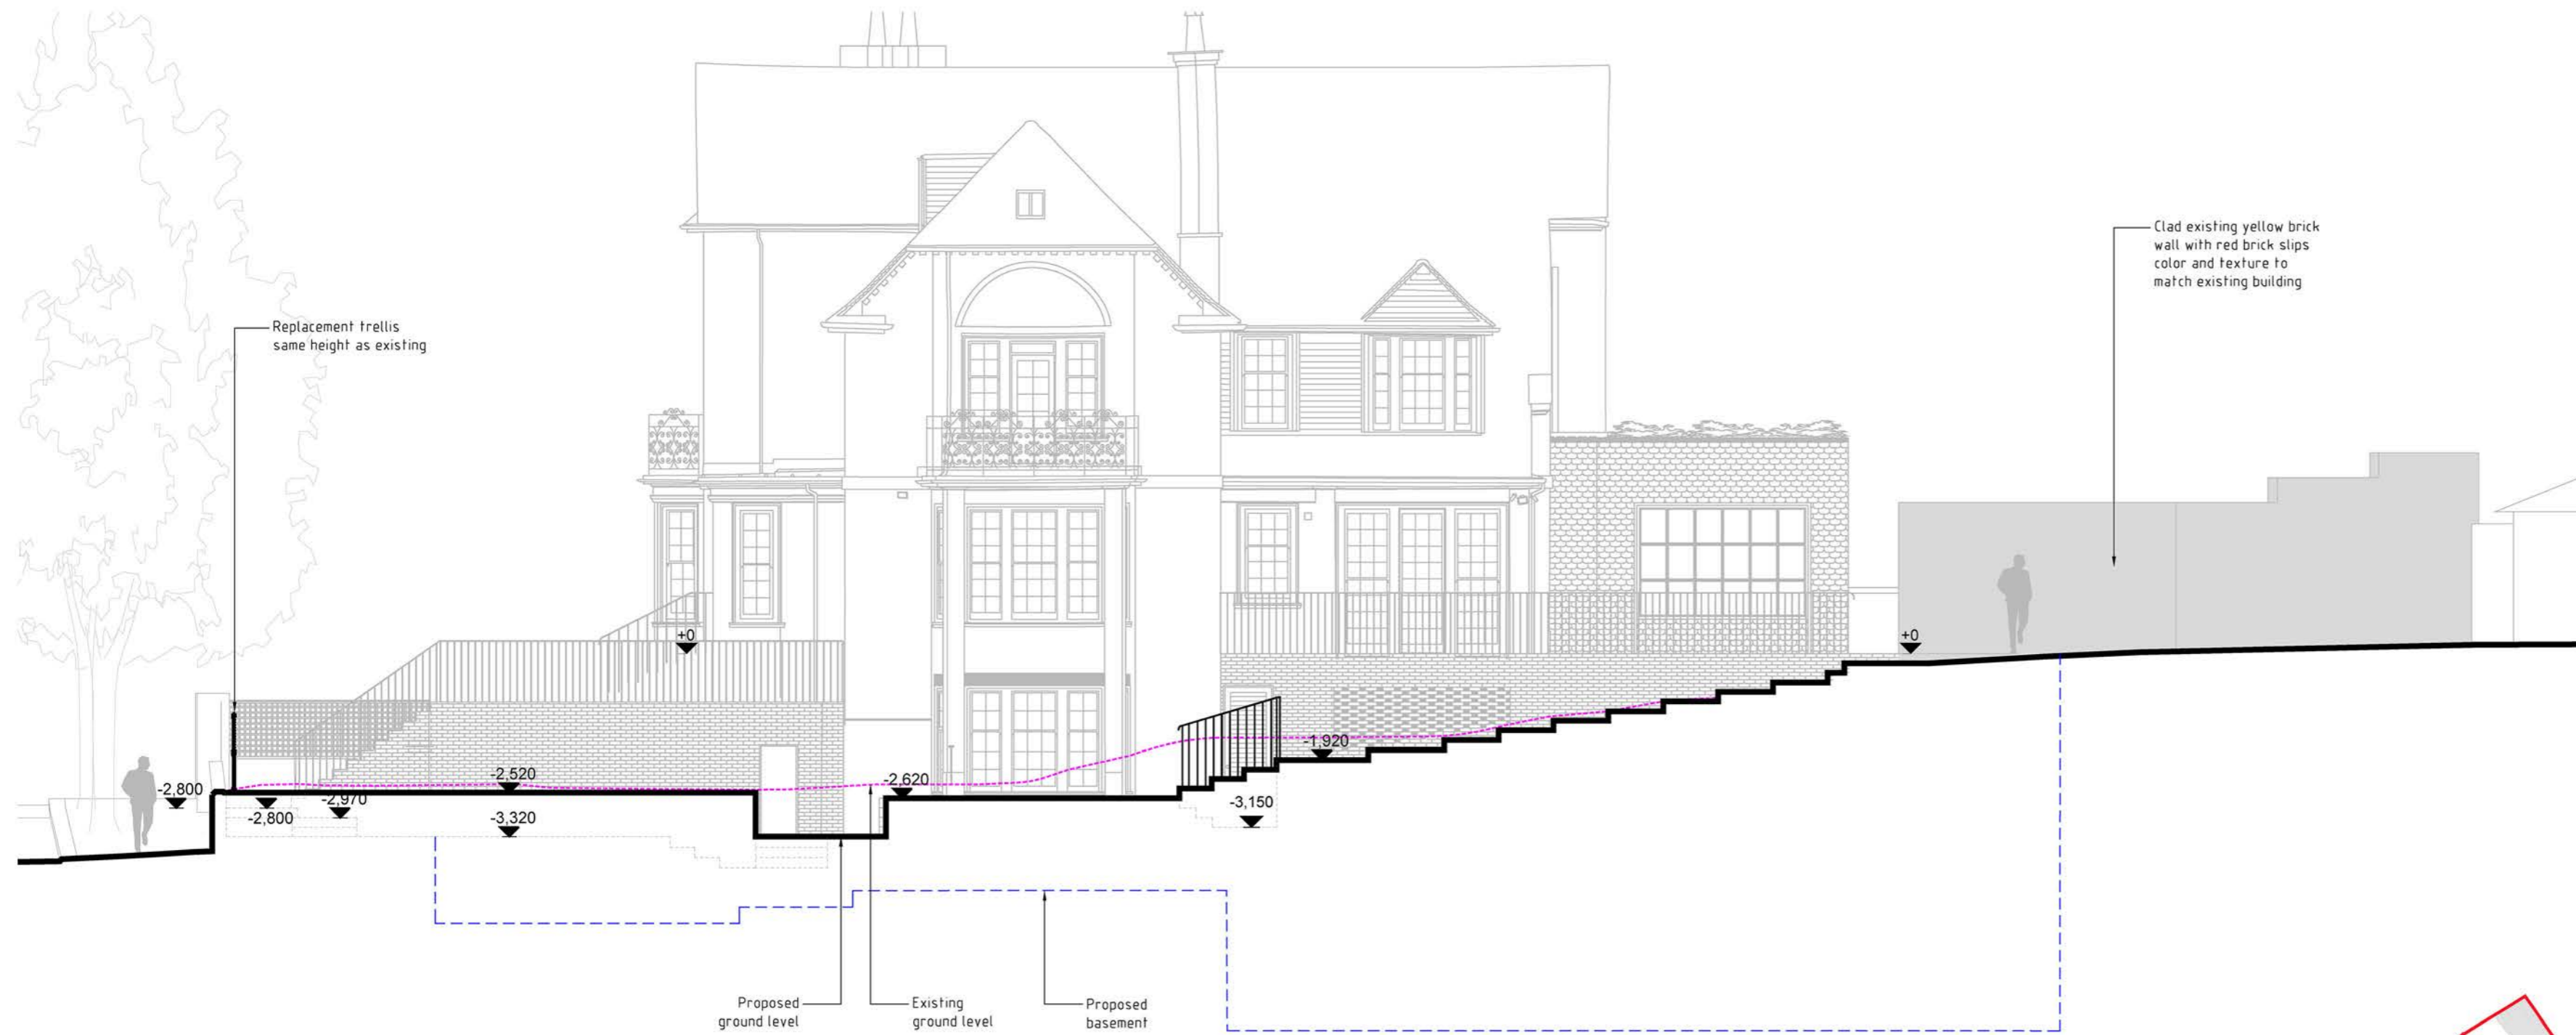 Clad existing yellow brick
wall with red brick slips
color and texture to
match existing building
Replacement trellis
same height as existing
+0
+0
-1,920
-2,520
-2,620
-2,800
-2,970
-2,800
-3,320
-3,150
Proposed
ground level
Existing
ground level
Proposed
basement